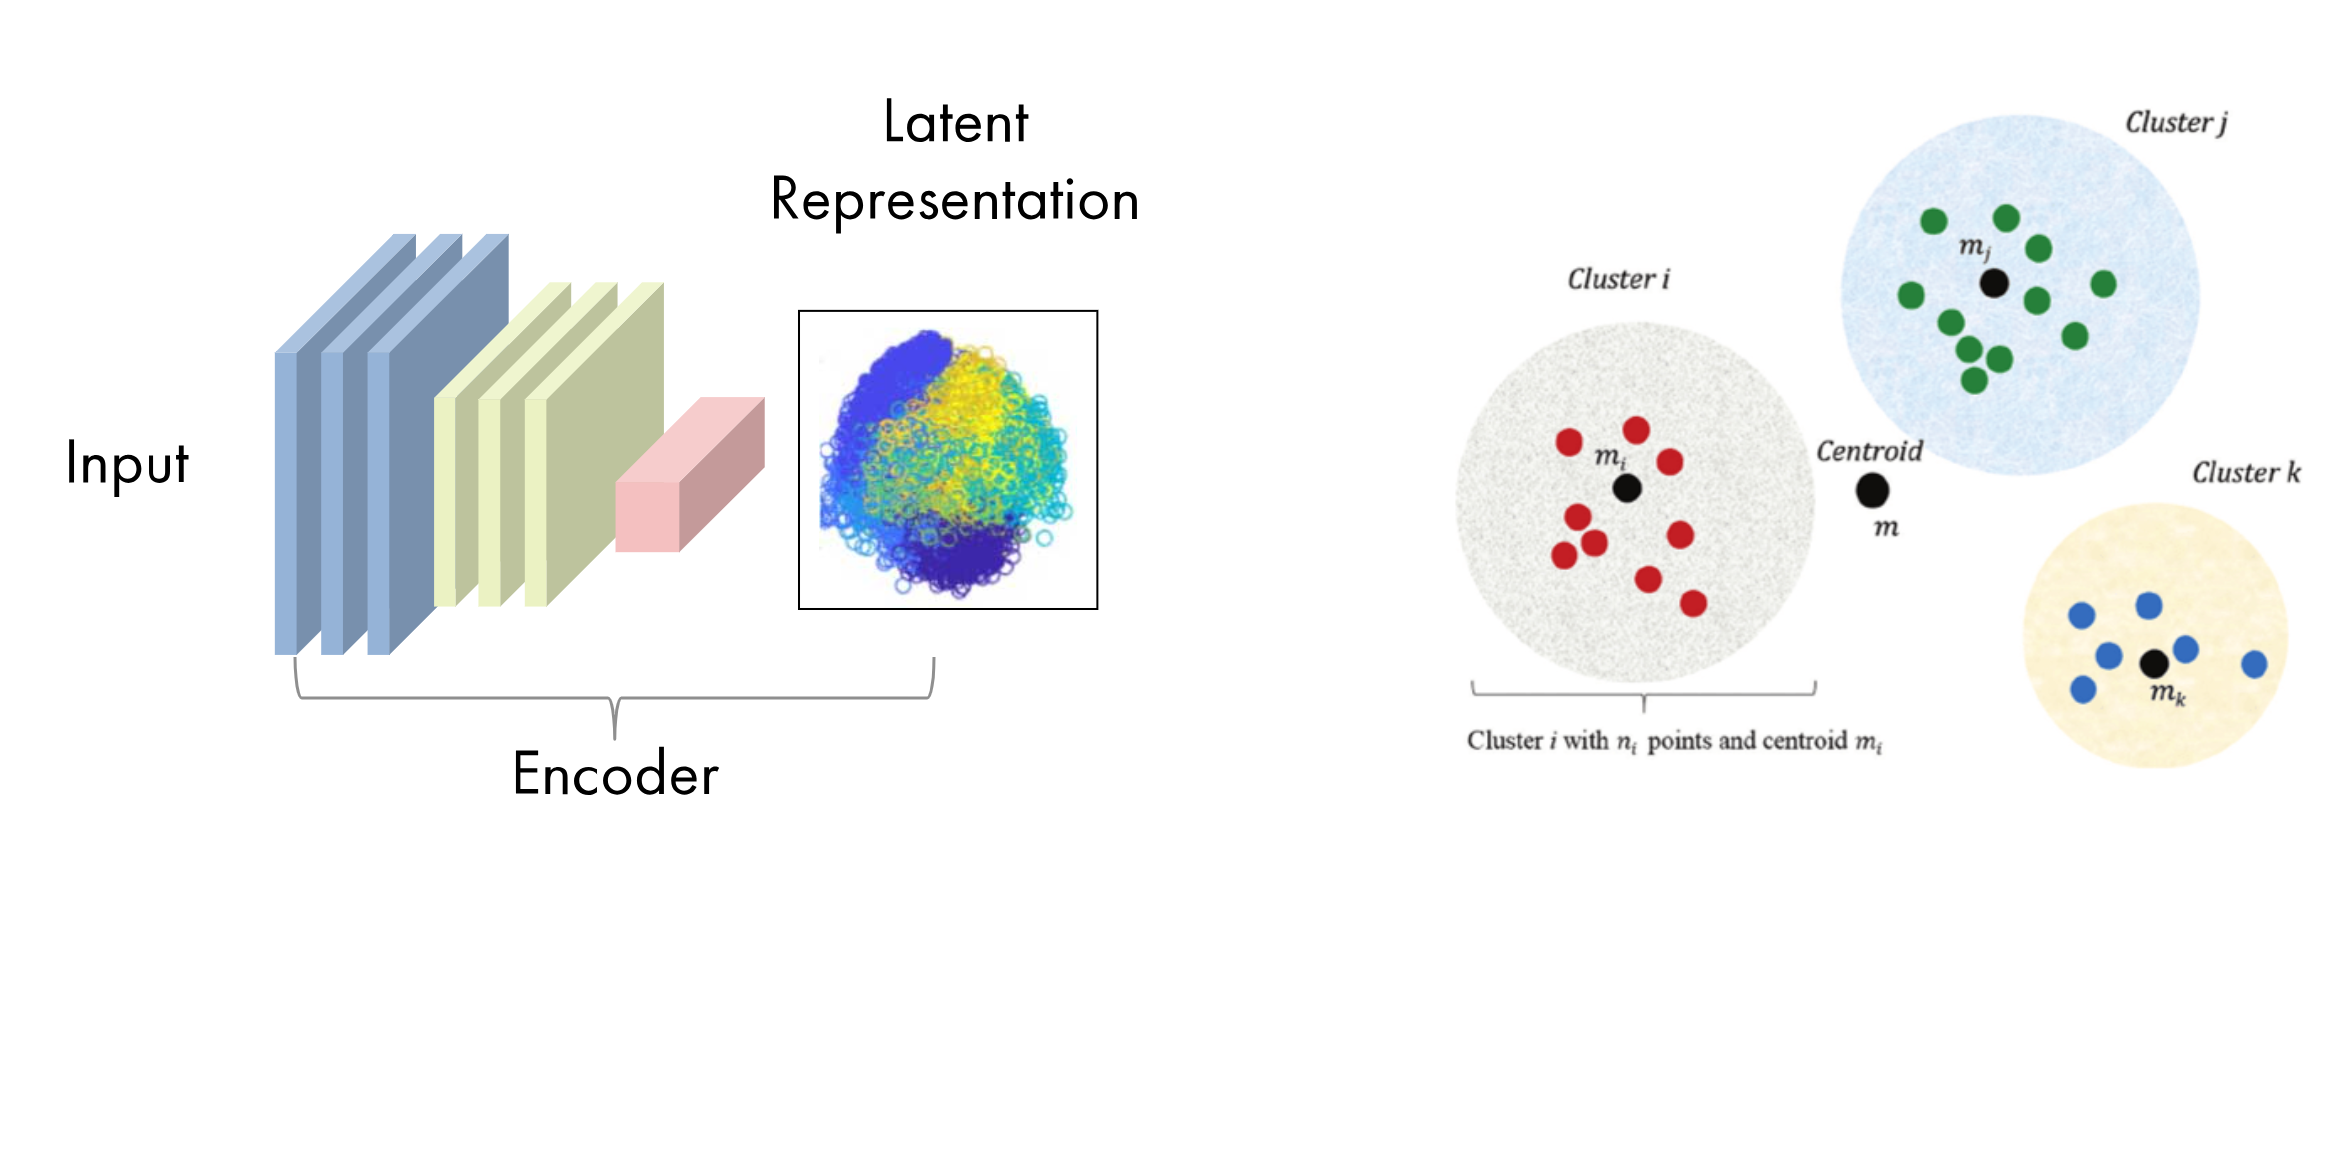 Latent
Representation
Input
Encoder
Cluster j
m_j
Cluster i
m_i
Centroid
m
Cluster k
m_k
Cluster i with n_i points and centroid m_i